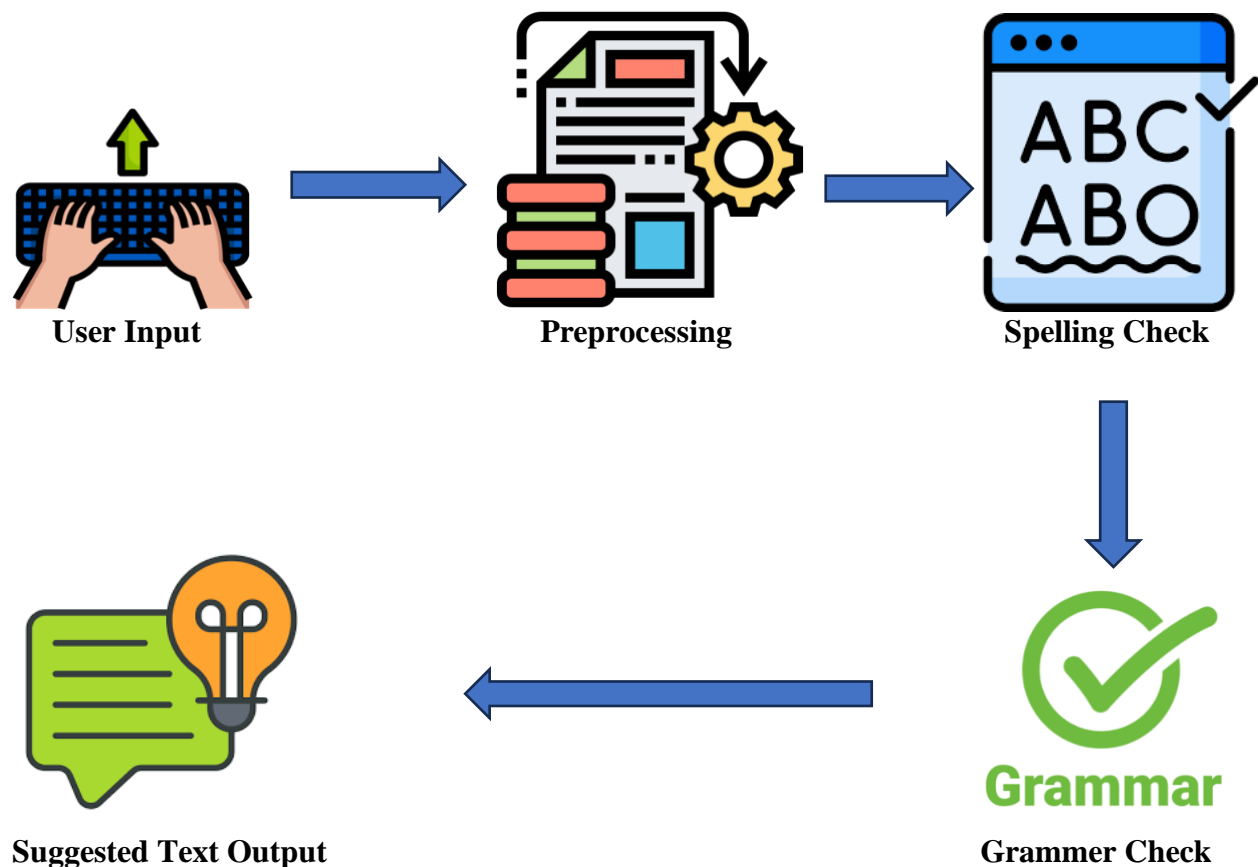 ABC
ABO
User Input
Preprocessing
Spelling Check
Grammar
Suggested Text Output
Grammer Check